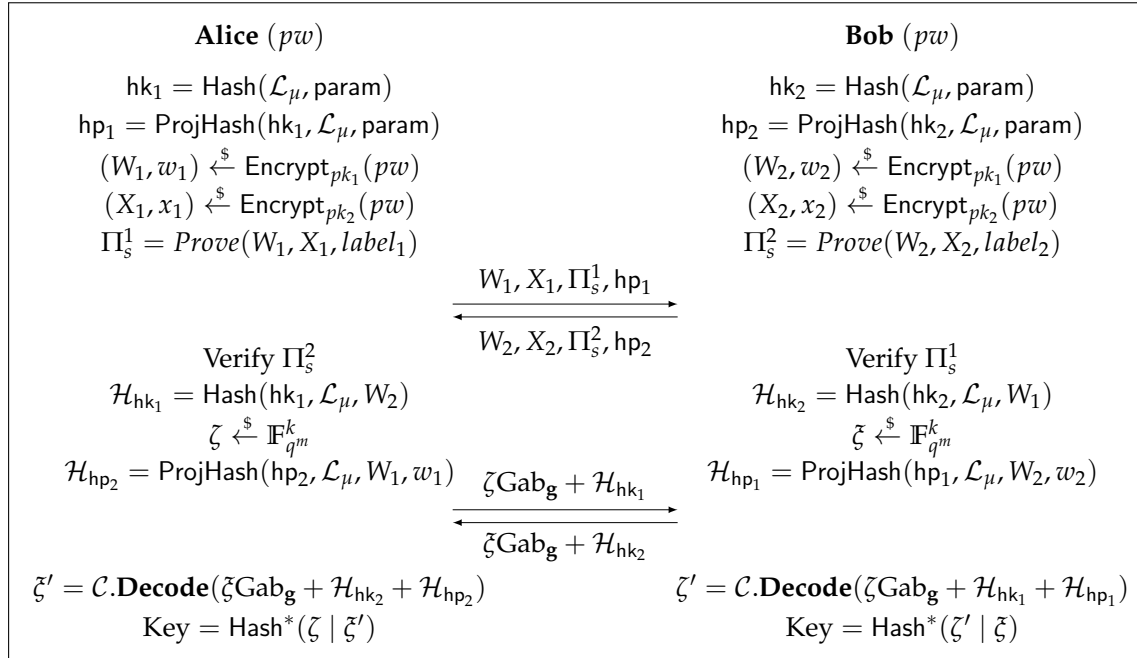 Alice (pw)
Bob (pw)
hk₁ = Hash(ℒ_μ, param)
hk₂ = Hash(ℒ_μ, param)
hp₁ = ProjHash(hk₁, ℒ_μ, param)
hp₂ = ProjHash(hk₂, ℒ_μ, param)
(W₁, w₁) ←$ Encrypt_{pk₁}(pw)
(W₂, w₂) ←$ Encrypt_{pk₁}(pw)
(X₁, x₁) ←$ Encrypt_{pk₂}(pw)
(X₂, x₂) ←$ Encrypt_{pk₂}(pw)
Π_s^1 = Prove(W₁, X₁, label₁)
Π_s^2 = Prove(W₂, X₂, label₂)
W₁, X₁, Π_s^1, hp₁
W₂, X₂, Π_s^2, hp₂
Verify Π_s^2
Verify Π_s^1
ℋ_{hk₁} = Hash(hk₁, ℒ_μ, W₂)
ℋ_{hk₂} = Hash(hk₂, ℒ_μ, W₁)
ζ ←$ 𝔽_{q^m}^k
ξ ←$ 𝔽_{q^m}^k
ℋ_{hp₂} = ProjHash(hp₂, ℒ_μ, W₁, w₁)
ℋ_{hp₁} = ProjHash(hp₁, ℒ_μ, W₂, w₂)
ζGab_g + ℋ_{hk₁}
ξGab_g + ℋ_{hk₂}
ξ′ = 𝒞.Decode(ξGab_g + ℋ_{hk₂} + ℋ_{hp₂})
ζ′ = 𝒞.Decode(ζGab_g + ℋ_{hk₁} + ℋ_{hp₁})
Key = Hash*(ζ | ξ′)
Key = Hash*(ζ′ | ξ)